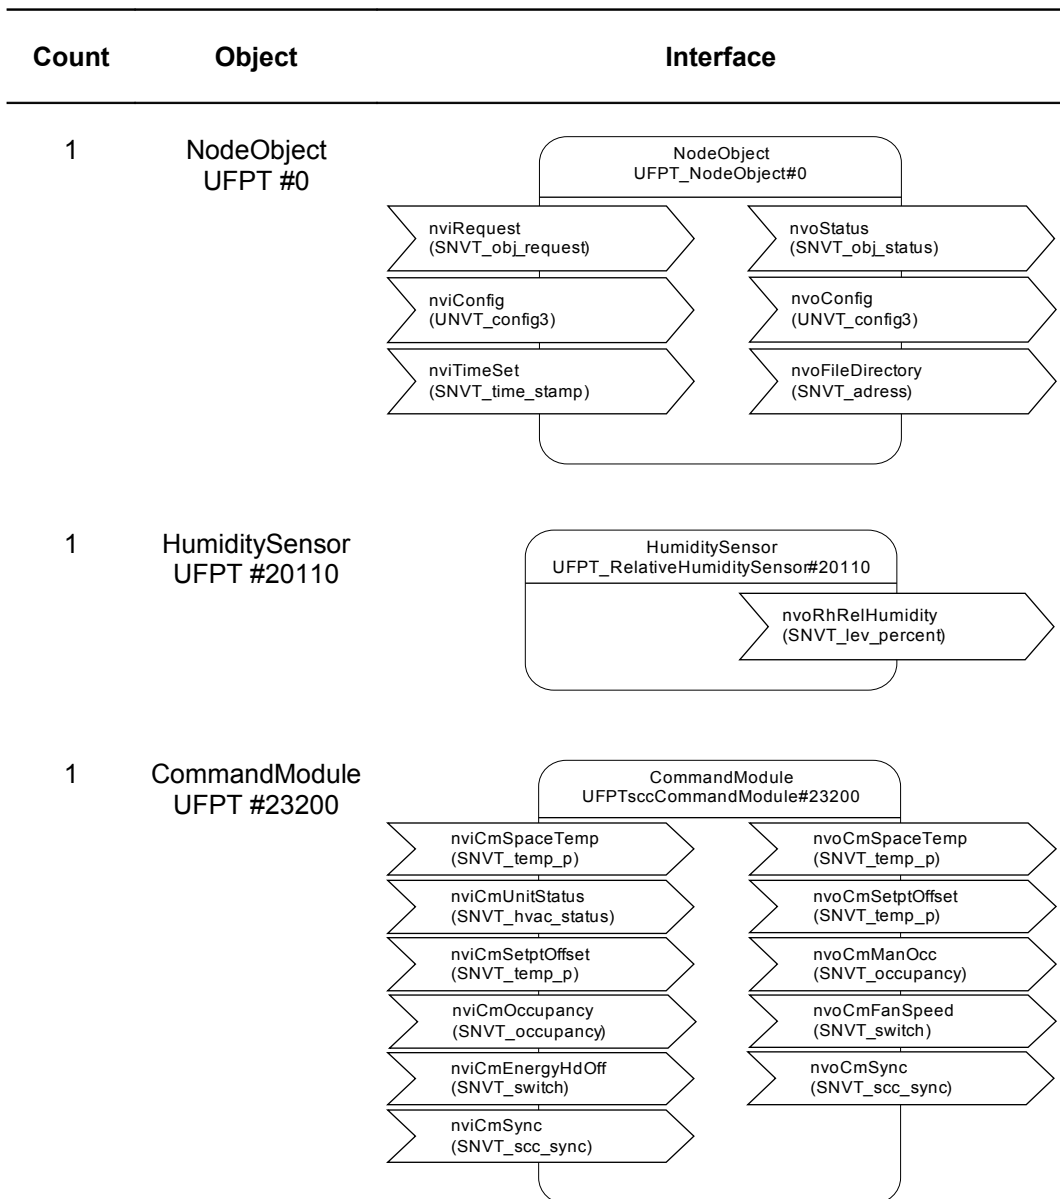 Count Object Interface
1 NodeObject
UFPT #0
NodeObject
UFPT_NodeObject#0
nviRequest
(SNVT_obj_request)
nvoStatus
(SNVT_obj_status)
nviConfig
(UNVT_config3)
nvoConfig
(UNVT_config3)
nviTimeSet
(SNVT_time_stamp)
nvoFileDirectory
(SNVT_adress)
1 HumiditySensor
UFPT #20110
HumiditySensor
UFPT_RelativeHumiditySensor#20110
nvoRhRelHumidity
(SNVT_lev_percent)
1 CommandModule
UFPT #23200
CommandModule
UFPTsccCommandModule#23200
nviCmSpaceTemp
(SNVT_temp_p)
nvoCmSpaceTemp
(SNVT_temp_p)
nviCmUnitStatus
(SNVT_hvac_status)
nvoCmSetptOffset
(SNVT_temp_p)
nviCmSetptOffset
(SNVT_temp_p)
nvoCmManOcc
(SNVT_occupancy)
nviCmOccupancy
(SNVT_occupancy)
nvoCmFanSpeed
(SNVT_switch)
nviCmEnergyHdOff
(SNVT_switch)
nvoCmSync
(SNVT_scc_sync)
nviCmSync
(SNVT_scc_sync)